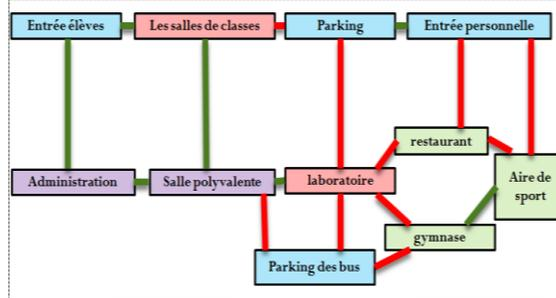 Entrée élèves
Les salles de classes
Parking
Entrée personnelle
restaurant
Administration
Salle polyvalente
laboratoire
Aire de
sport
gymnase
Parking des bus